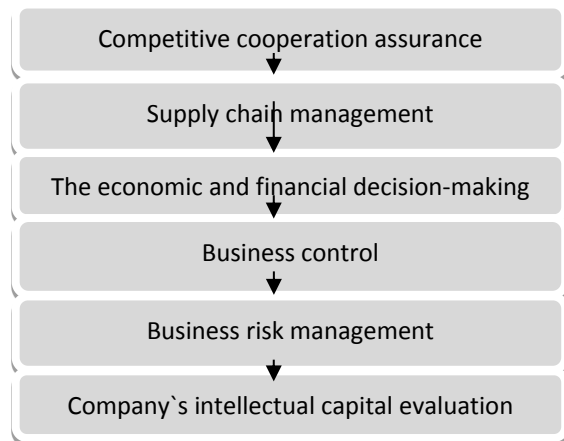 Competitive cooperation assurance
Supply chain management
The economic and financial decision-making
Business control
Business risk management
Company`s intellectual capital evaluation